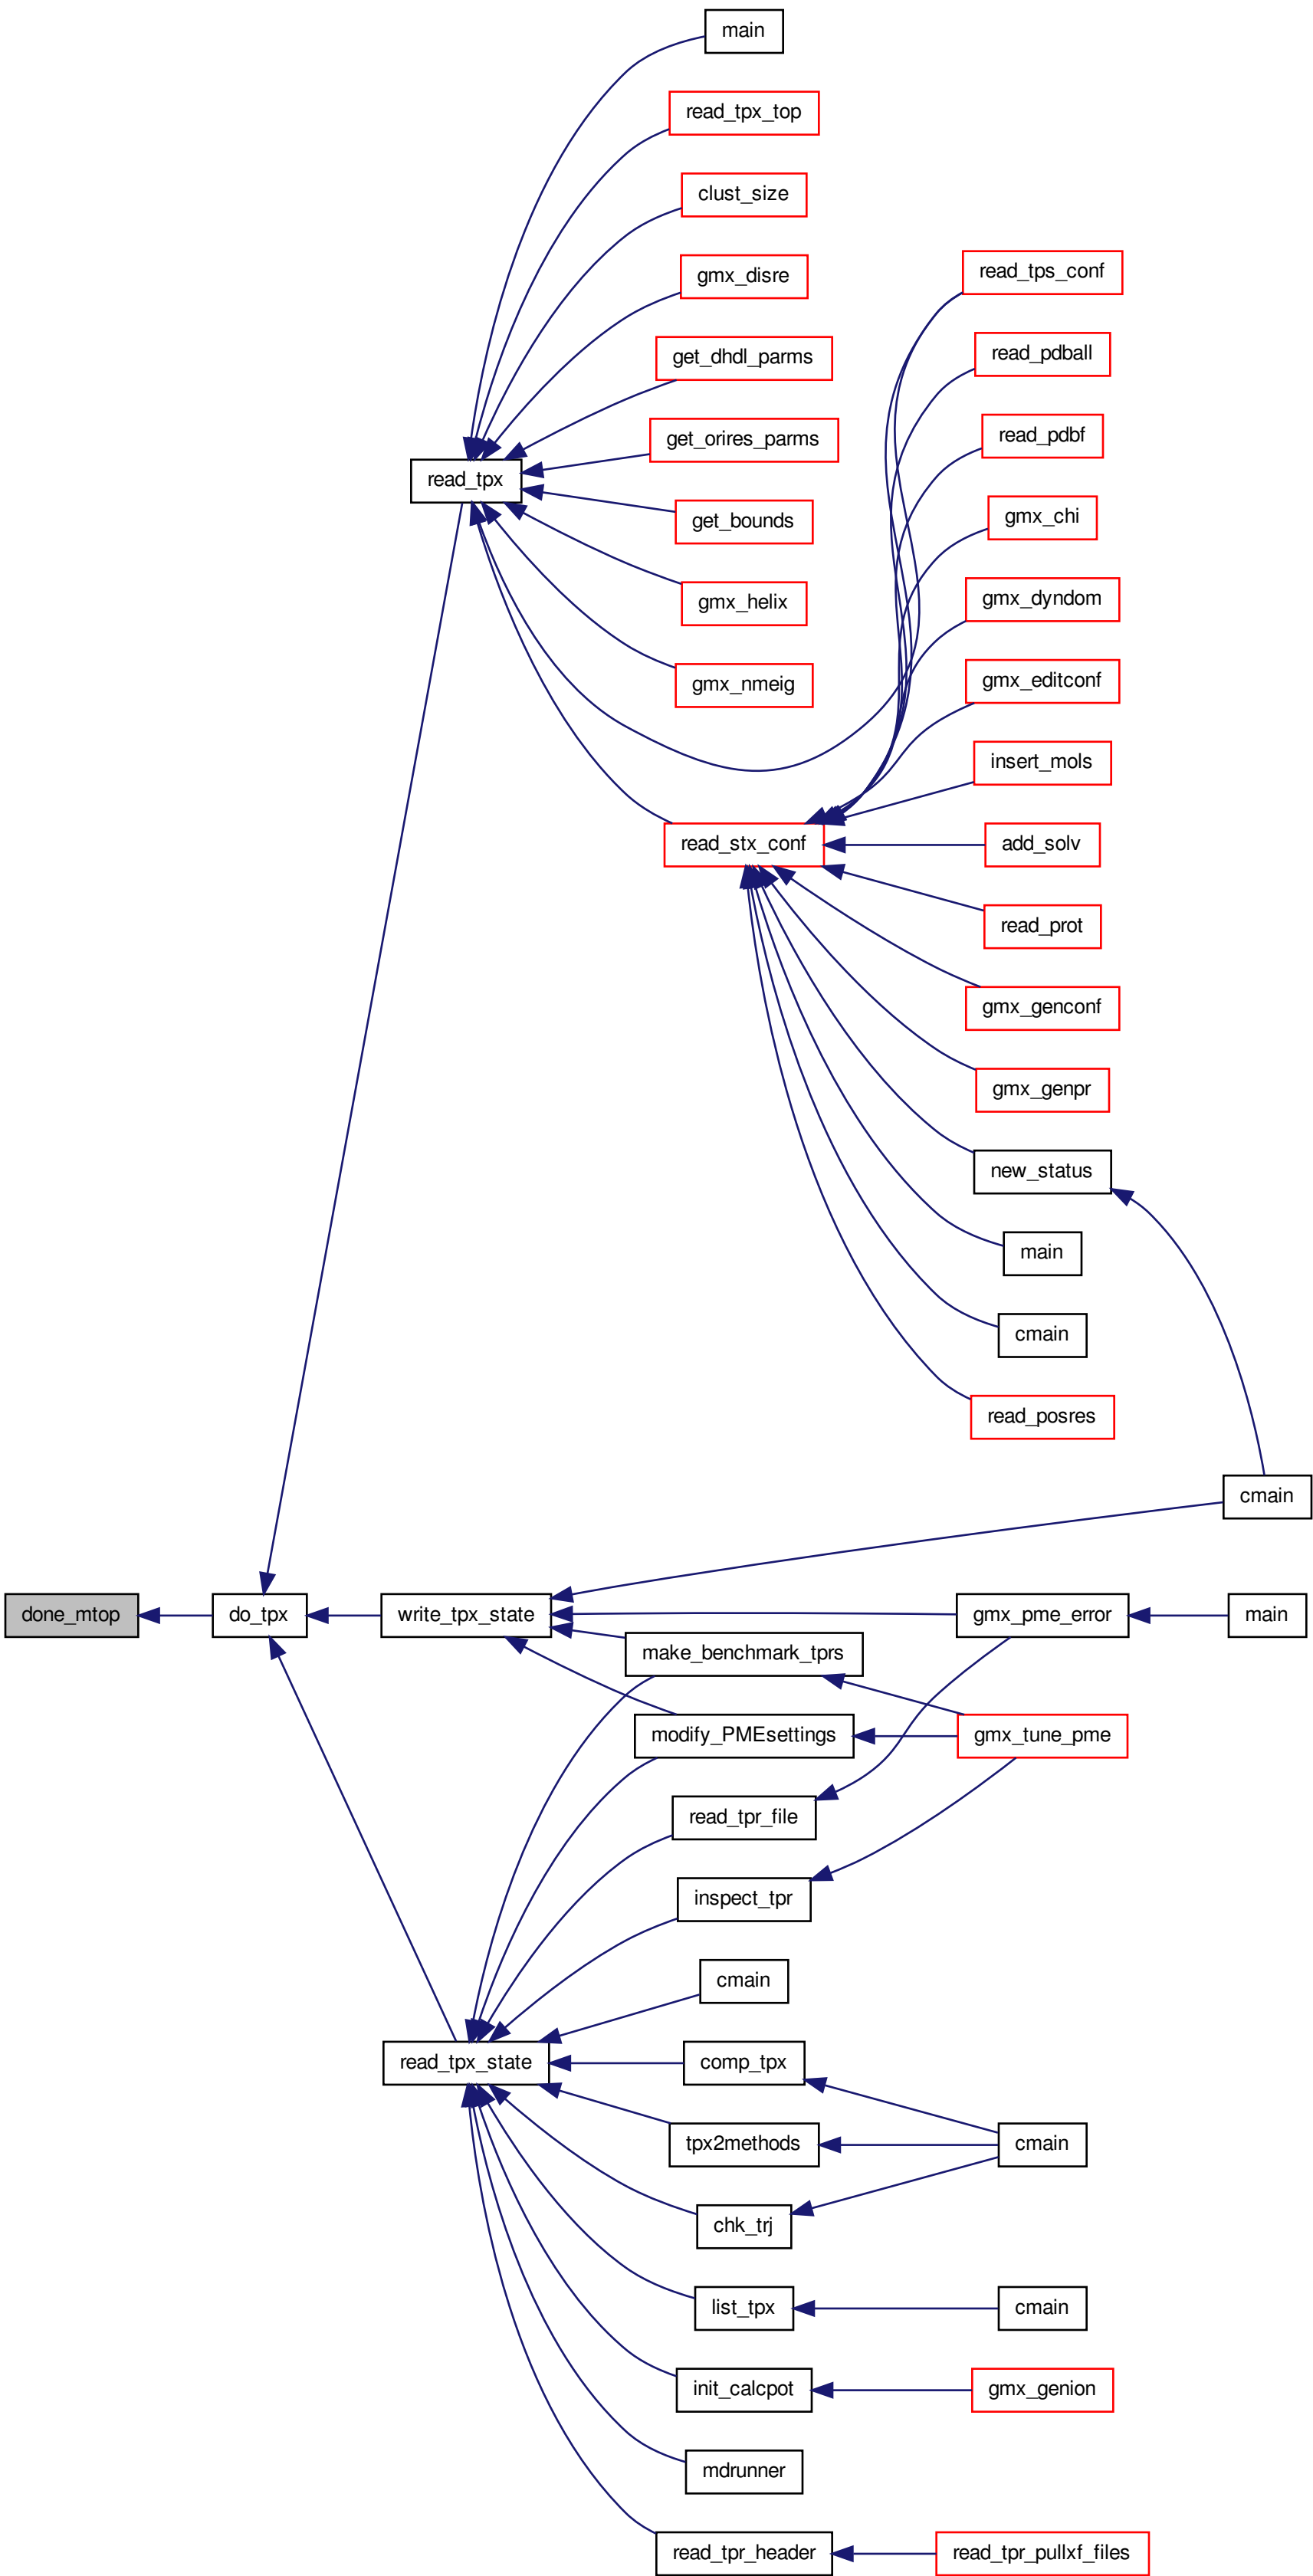 main
read_tpx_top
clust_size
read_tps_conf
gmx_disre
read_pdball
get_dhdl_parms
read_pdbf
get_orires_parms
read_tpx
gmx_chi
get_bounds
gmx_dyndom
gmx_helix
gmx_editconf
gmx_nmeig
insert_mols
read_stx_conf
add_solv
read_prot
gmx_genconf
gmx_genpr
new_status
main
cmain
read_posres
cmain
done_mtop
do_tpx
write_tpx_state
gmx_pme_error
main
make_benchmark_tprs
modify_PMEsettings
gmx_tune_pme
read_tpr_file
inspect_tpr
cmain
read_tpx_state
comp_tpx
tpx2methods
cmain
chk_trj
list_tpx
cmain
init_calcpot
gmx_genion
mdrunner
read_tpr_header
read_tpr_pullxf_files